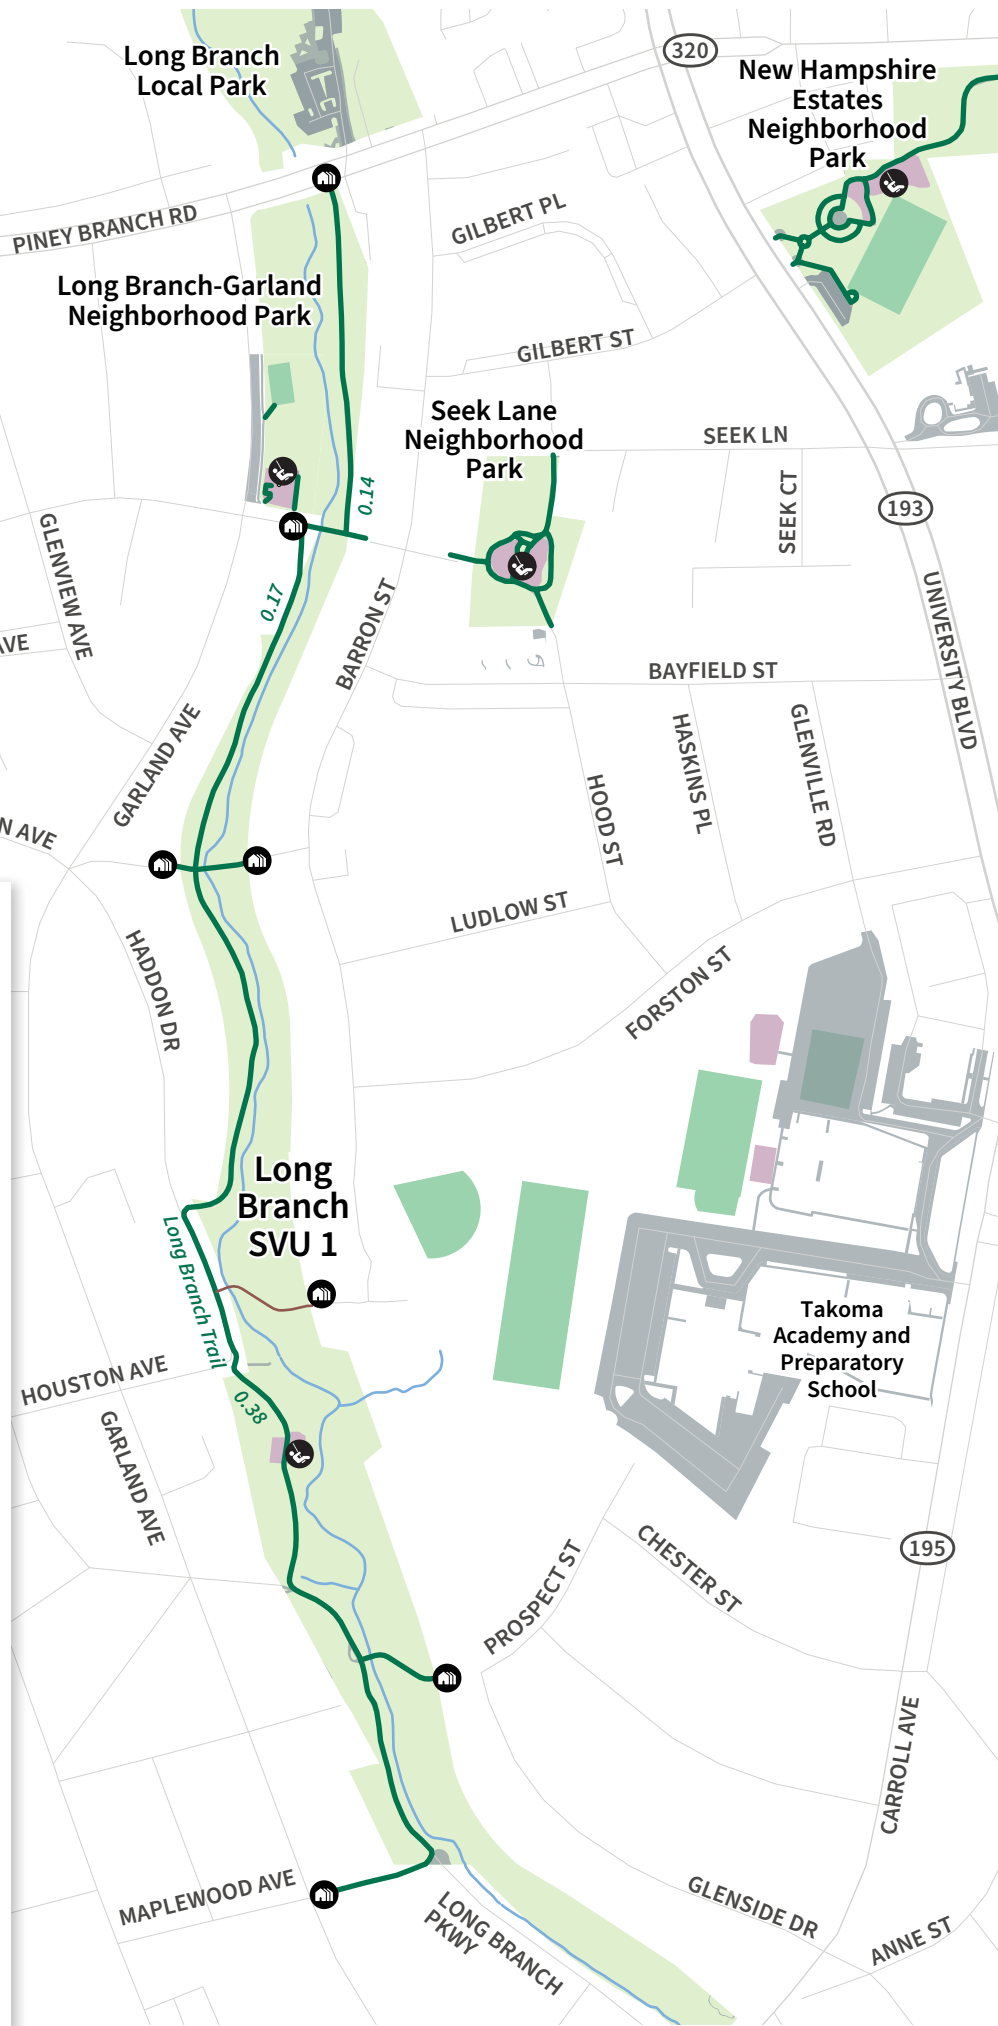 Long Branch
Local Park
320
New Hampshire
Estates
Neighborhood
Park
PINEY BRANCH RD
GILBERT PL
Long Branch-Garland
Neighborhood Park
GILBERT ST
Seek Lane
Neighborhood
Park
SEEK LN
SEEK CT
193
0.14
GLENVIEW AVE
0.17
AVE
BARRON ST
UNIVERSITY BLVD
BAYFIELD ST
GARLAND AVE
HASKINS PL
GLENVILLE RD
HOOD ST
N AVE
LUDLOW ST
HADDON DR
FORSTON ST
Long
Branch
SVU 1
Long Branch Trail
Takoma
Academy and
Preparatory
School
HOUSTON AVE
0.38
GARLAND AVE
195
CHESTER ST
PROSPECT ST
CARROLL AVE
MAPLEWOOD AVE
GLENSIDE DR
LONG BRANCH
PKWY
ANNE ST